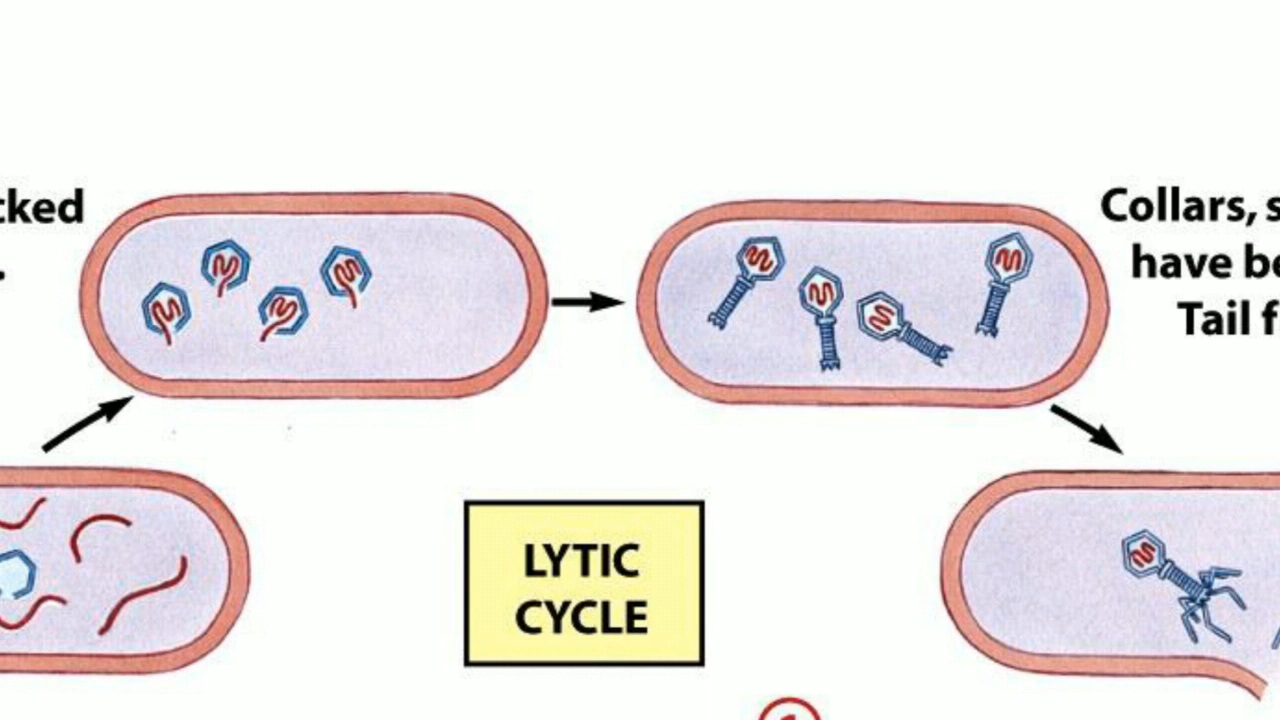 cked
.
Collars, s
have be
Tail f
LYTIC
CYCLE